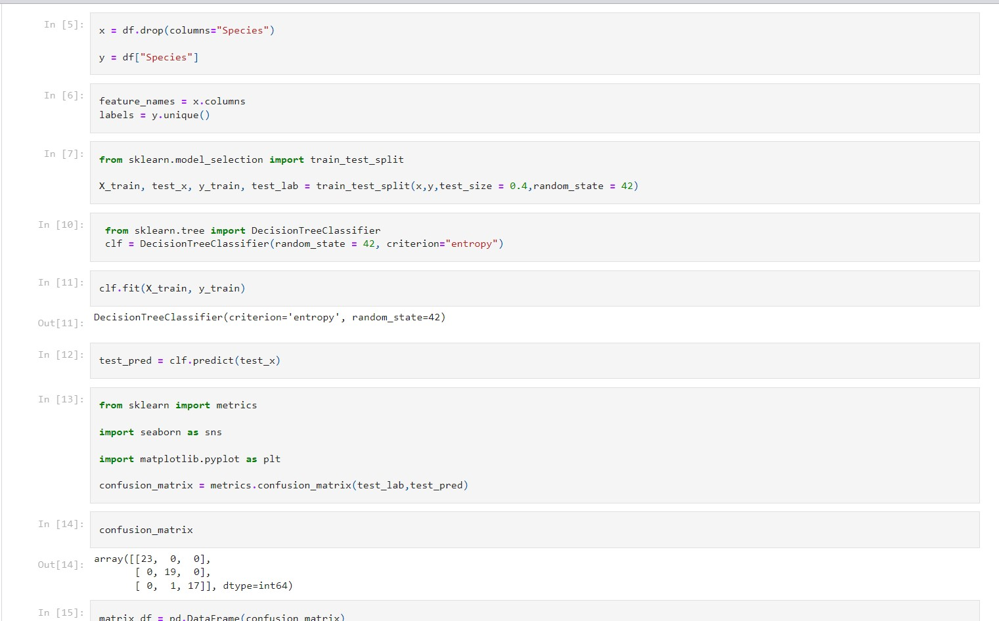 In [5]:
x = df.drop(columns="Species")
y = df["Species"]
In [6]:
feature_names = x.columns
labels = y.unique()
In [7]:
from sklearn.model_selection import train_test_split
X_train, test_x, y_train, test_lab = train_test_split(x,y,test_size = 0.4,random_state = 42)
In [10]:
from sklearn.tree import DecisionTreeClassifier
clf = DecisionTreeClassifier(random_state = 42, criterion="entropy")
In [11]:
clf.fit(X_train, y_train)
Out[11]:
DecisionTreeClassifier(criterion='entropy', random_state=42)
In [12]:
test_pred = clf.predict(test_x)
In [13]:
from sklearn import metrics
import seaborn as sns
import matplotlib.pyplot as plt
confusion_matrix = metrics.confusion_matrix(test_lab,test_pred)
In [14]:
confusion_matrix
Out[14]:
array([[23,  0,  0],
       [ 0, 19,  0],
       [ 0,  1, 17]], dtype=int64)
In [15]:
matrix_df = pd.DataFrame(confusion_matrix)